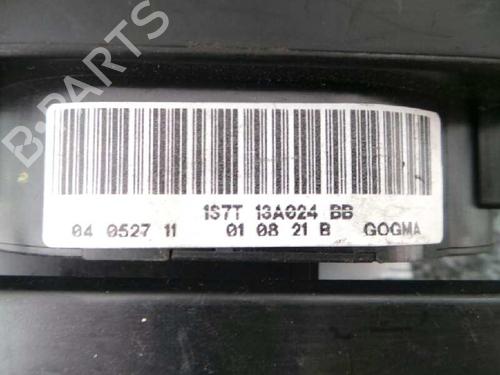 B-PARTS
1S7T 13A024 BB
04 0527 11 01 08 21 B GOGMA